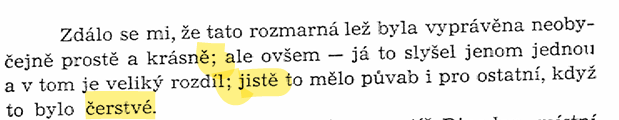 Zdálo se mi, že tato rozmarná lež byla vyprávěna neoby-
čejně prostě a krásně; ale ovšem — já to slyšel jenom jednou
a v tom je veliký rozdíl; jistě to mělo půvab i pro ostatní, když
to bylo čerstvé.